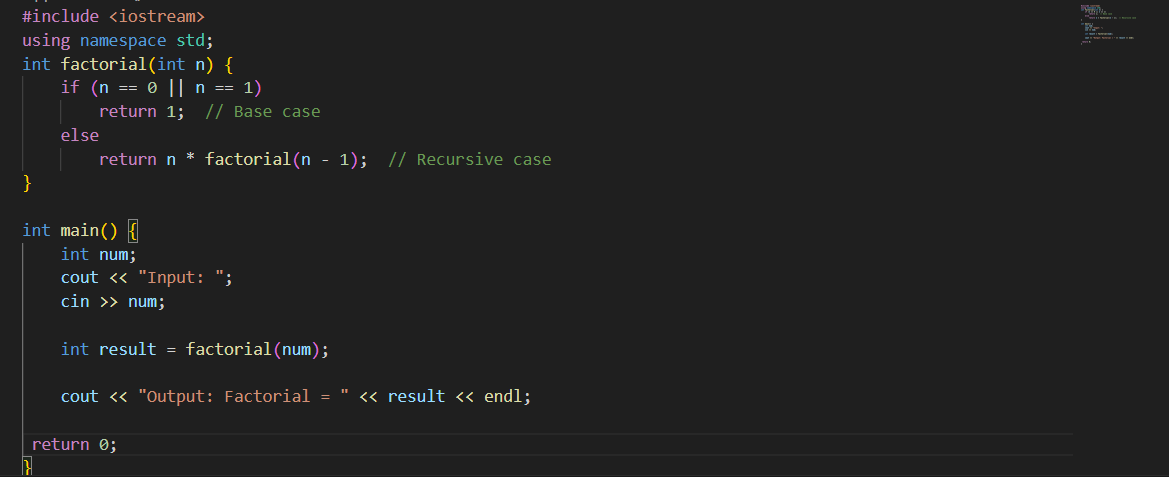 #include <iostream>
using namespace std;
int factorial(int n) {
    if (n == 0 || n == 1)
        return 1;  // Base case
    else
        return n * factorial(n - 1);  // Recursive case
}

int main() {
    int num;
    cout << "Input: ";
    cin >> num;

    int result = factorial(num);

    cout << "Output: Factorial = " << result << endl;

 return 0;
}